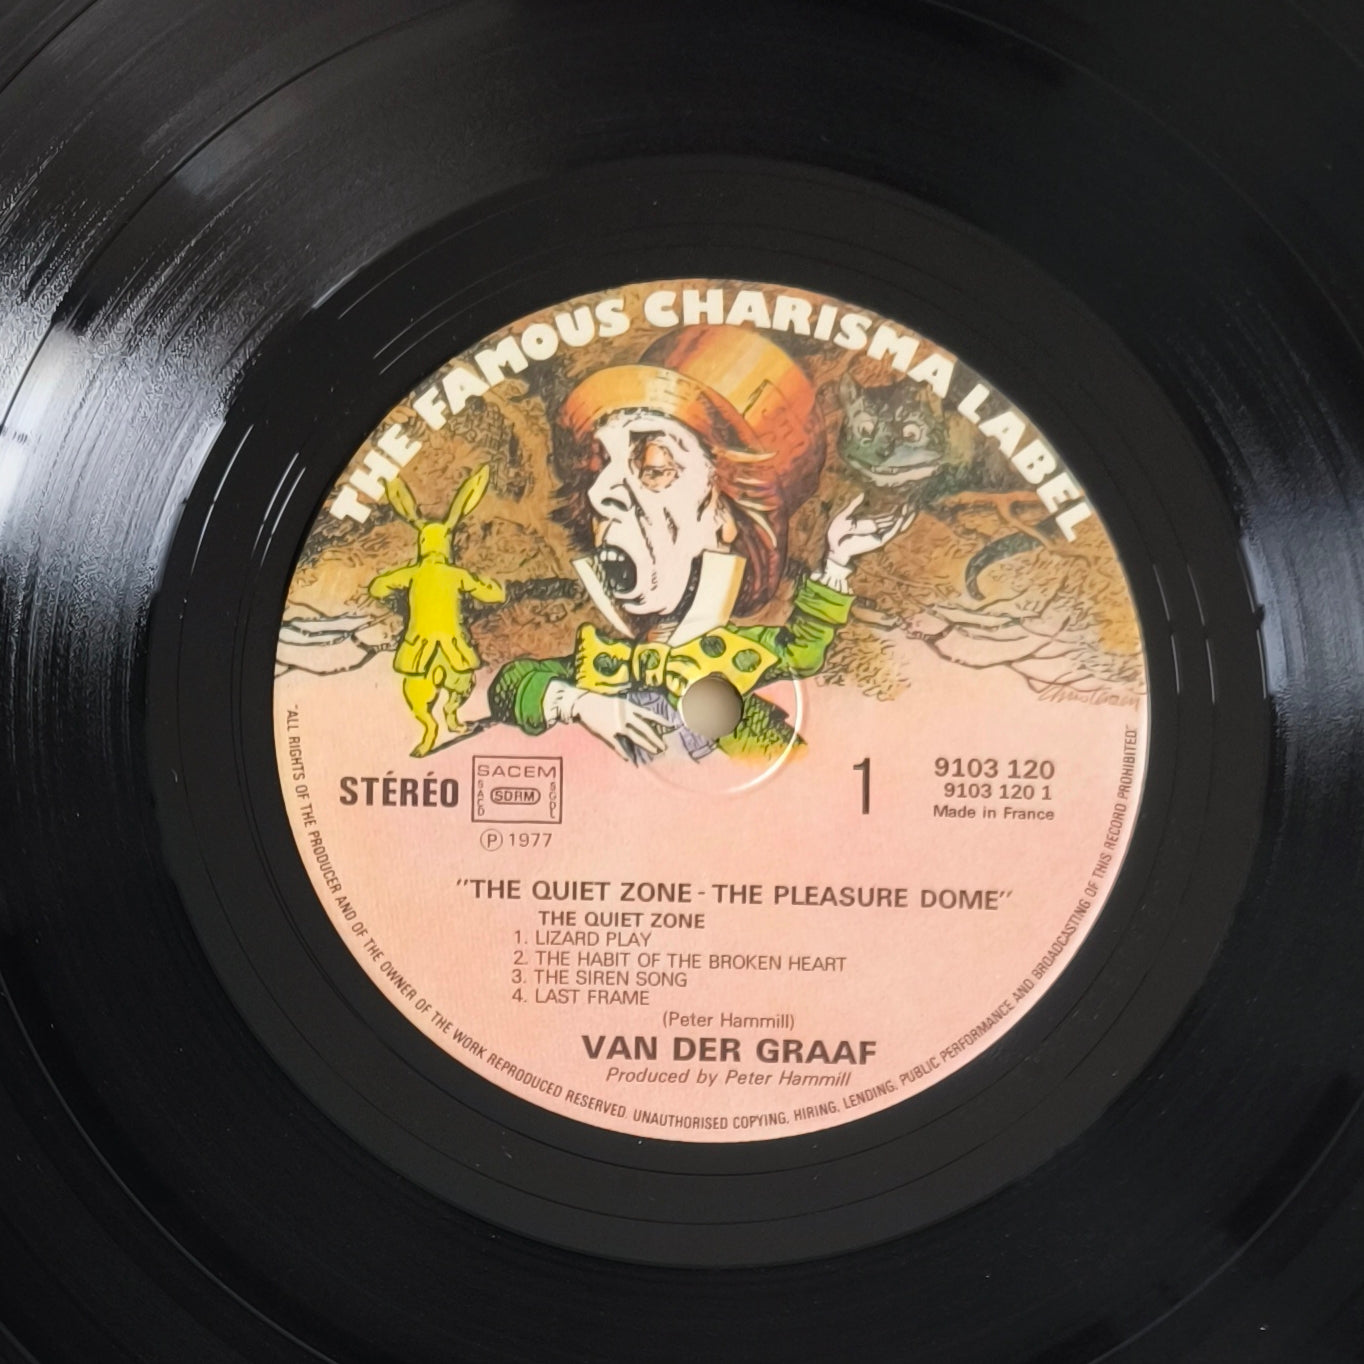 THE FAMOUS CHARISMA LABEL
STÉRÉO
SACEM
SACD
SDRM
SGDL
Ⓟ 1977
1
9103 120
9103 120 1
Made in France
"THE QUIET ZONE - THE PLEASURE DOME"
THE QUIET ZONE
1. LIZARD PLAY
2. THE HABIT OF THE BROKEN HEART
3. THE SIREN SONG
4. LAST FRAME
(Peter Hammill)
VAN DER GRAAF
Produced by Peter Hammill
"ALL RIGHTS OF THE PRODUCER AND OF THE OWNER OF THE WORK REPRODUCED RESERVED. UNAUTHORISED COPYING, HIRING, LENDING, PUBLIC PERFORMANCE AND BROADCASTING OF THIS RECORD PROHIBITED"